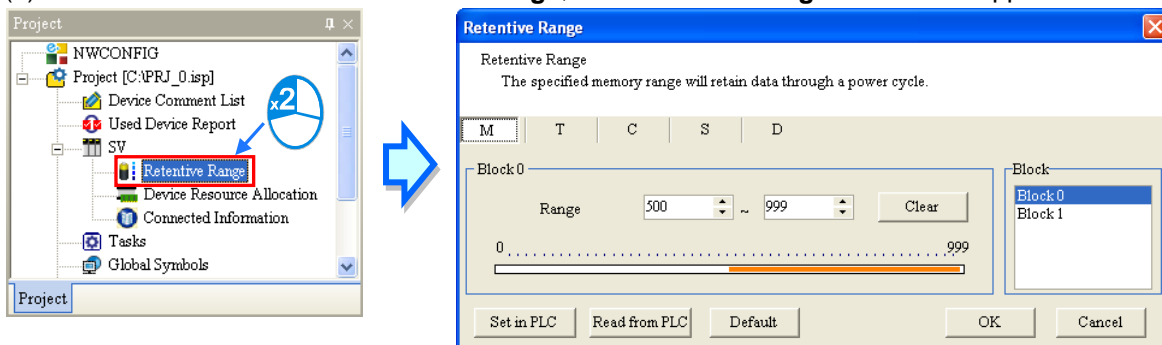 Project
NWCONFIG
Project [C:\PRJ_0.isp]
Device Comment List
Used Device Report
SV
Retentive Range
Device Resource Allocation
Connected Information
Tasks
Global Symbols
Project
x2
Retentive Range
Retentive Range
The specified memory range will retain data through a power cycle.
M T C S D
Block 0
Range 500 ~ 999 Clear
0 999
Block
Block 0
Block 1
Set in PLC Read from PLC Default OK Cancel